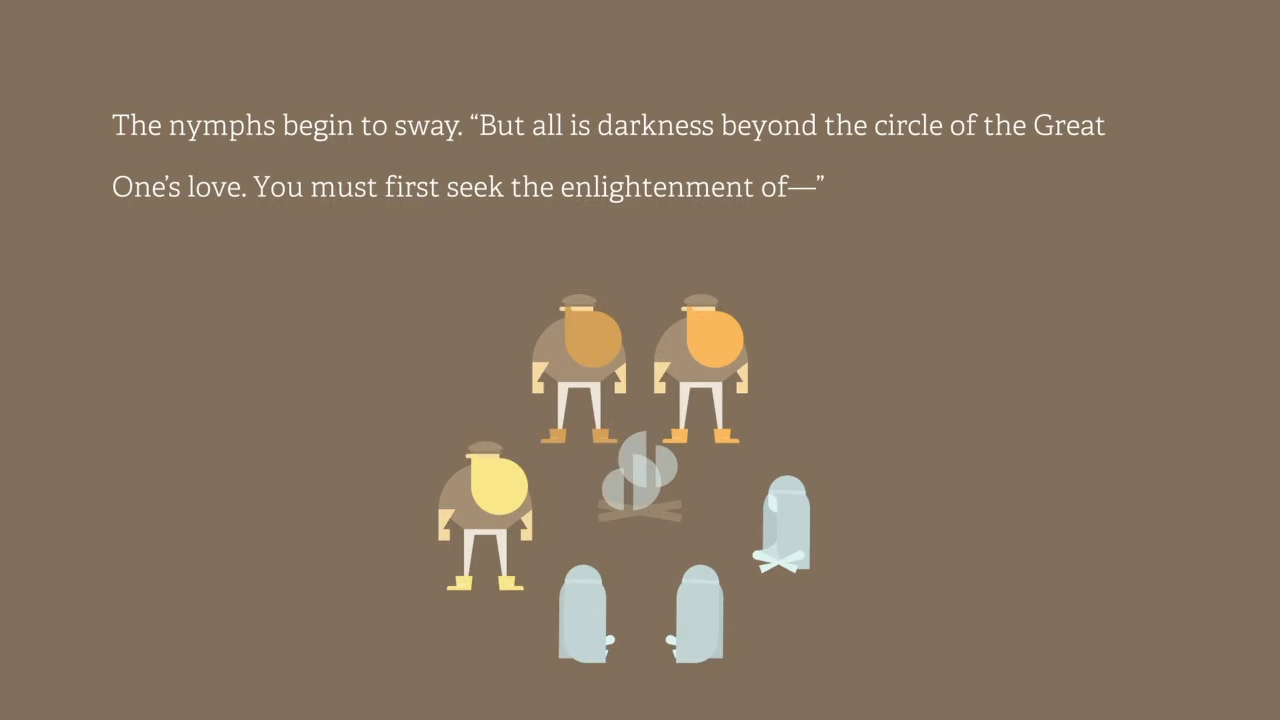 The nymphs begin to sway. “But all is darkness beyond the circle of the Great
One’s love. You must first seek the enlightenment of—”